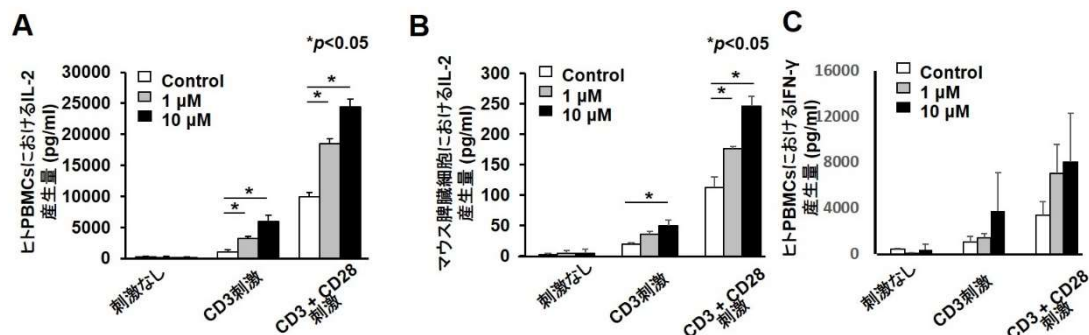 A
*p<0.05
ヒトPBMCsにおけるIL-2
産生量 (pg/ml)
30000
25000
20000
15000
10000
5000
0
Control
1 μM
10 μM
*
*
*
*
刺激なし
CD3刺激
CD3 + CD28
刺激
B
*p<0.05
マウス脾臓細胞におけるIL-2
産生量 (pg/ml)
300
250
200
150
100
50
0
Control
1 μM
10 μM
*
*
*
刺激なし
CD3刺激
CD3 + CD28
刺激
C
ヒトPBMCsにおけるIFN-γ
産生量 (pg/ml)
16000
12000
8000
4000
0
Control
1 μM
10 μM
刺激なし
CD3刺激
CD3 + CD28
刺激